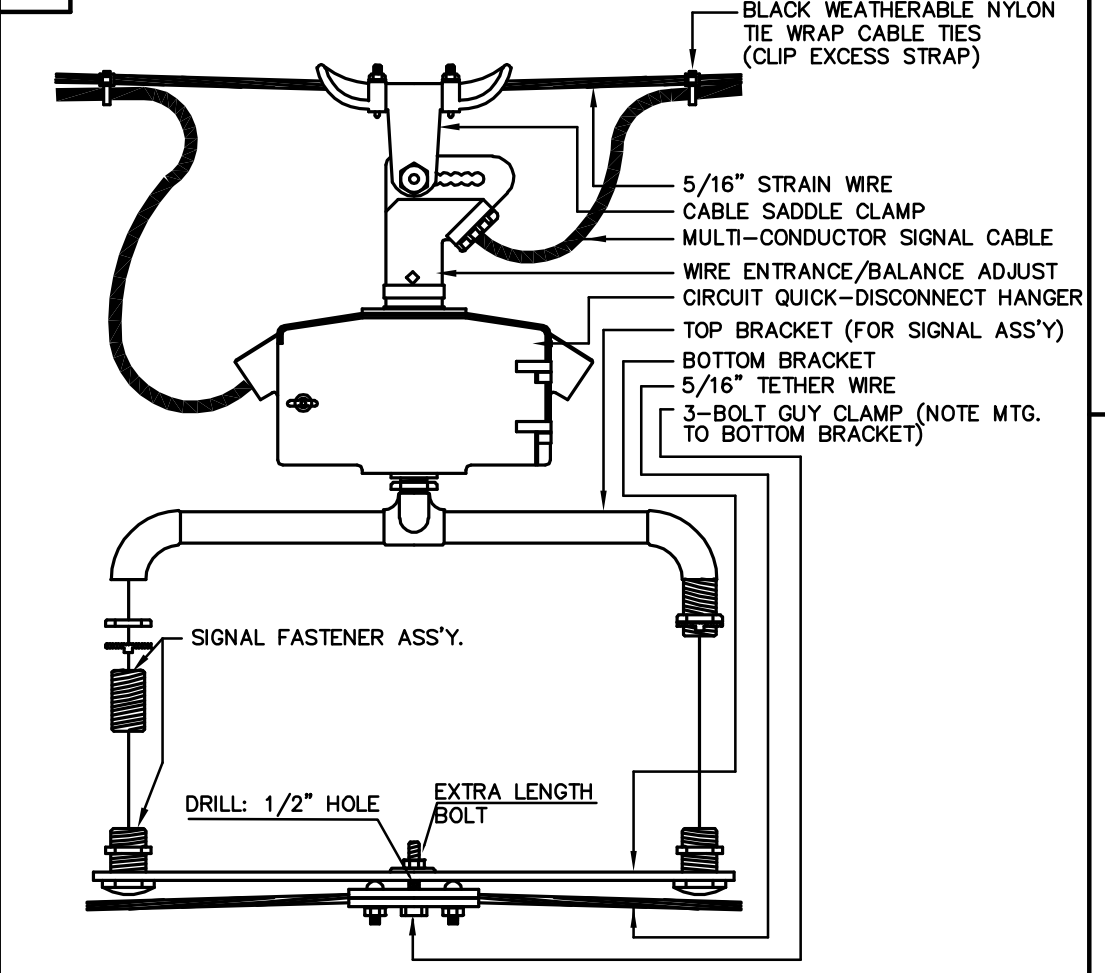 BLACK WEATHERABLE NYLON
TIE WRAP CABLE TIES
(CLIP EXCESS STRAP)
5/16" STRAIN WIRE
CABLE SADDLE CLAMP
MULTI-CONDUCTOR SIGNAL CABLE
WIRE ENTRANCE/BALANCE ADJUST
CIRCUIT QUICK-DISCONNECT HANGER
TOP BRACKET (FOR SIGNAL ASS'Y)
BOTTOM BRACKET
5/16" TETHER WIRE
3-BOLT GUY CLAMP (NOTE MTG.
TO BOTTOM BRACKET)
SIGNAL FASTENER ASS'Y.
DRILL: 1/2" HOLE
EXTRA LENGTH
BOLT